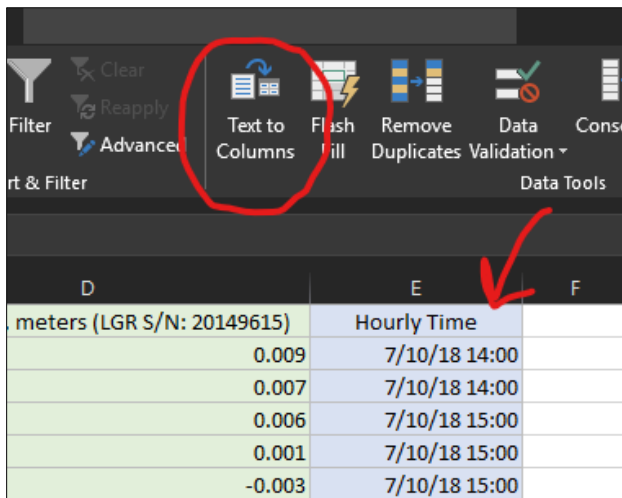 Clear
Reapply
Filter
Advanced
Text to Columns
Flash Fill
Remove Duplicates
Data Validation
rt & Filter
Data Tools
D E F
. meters (LGR S/N: 20149615) Hourly Time
0.009 7/10/18 14:00
0.007 7/10/18 14:00
0.006 7/10/18 15:00
0.001 7/10/18 15:00
-0.003 7/10/18 15:00